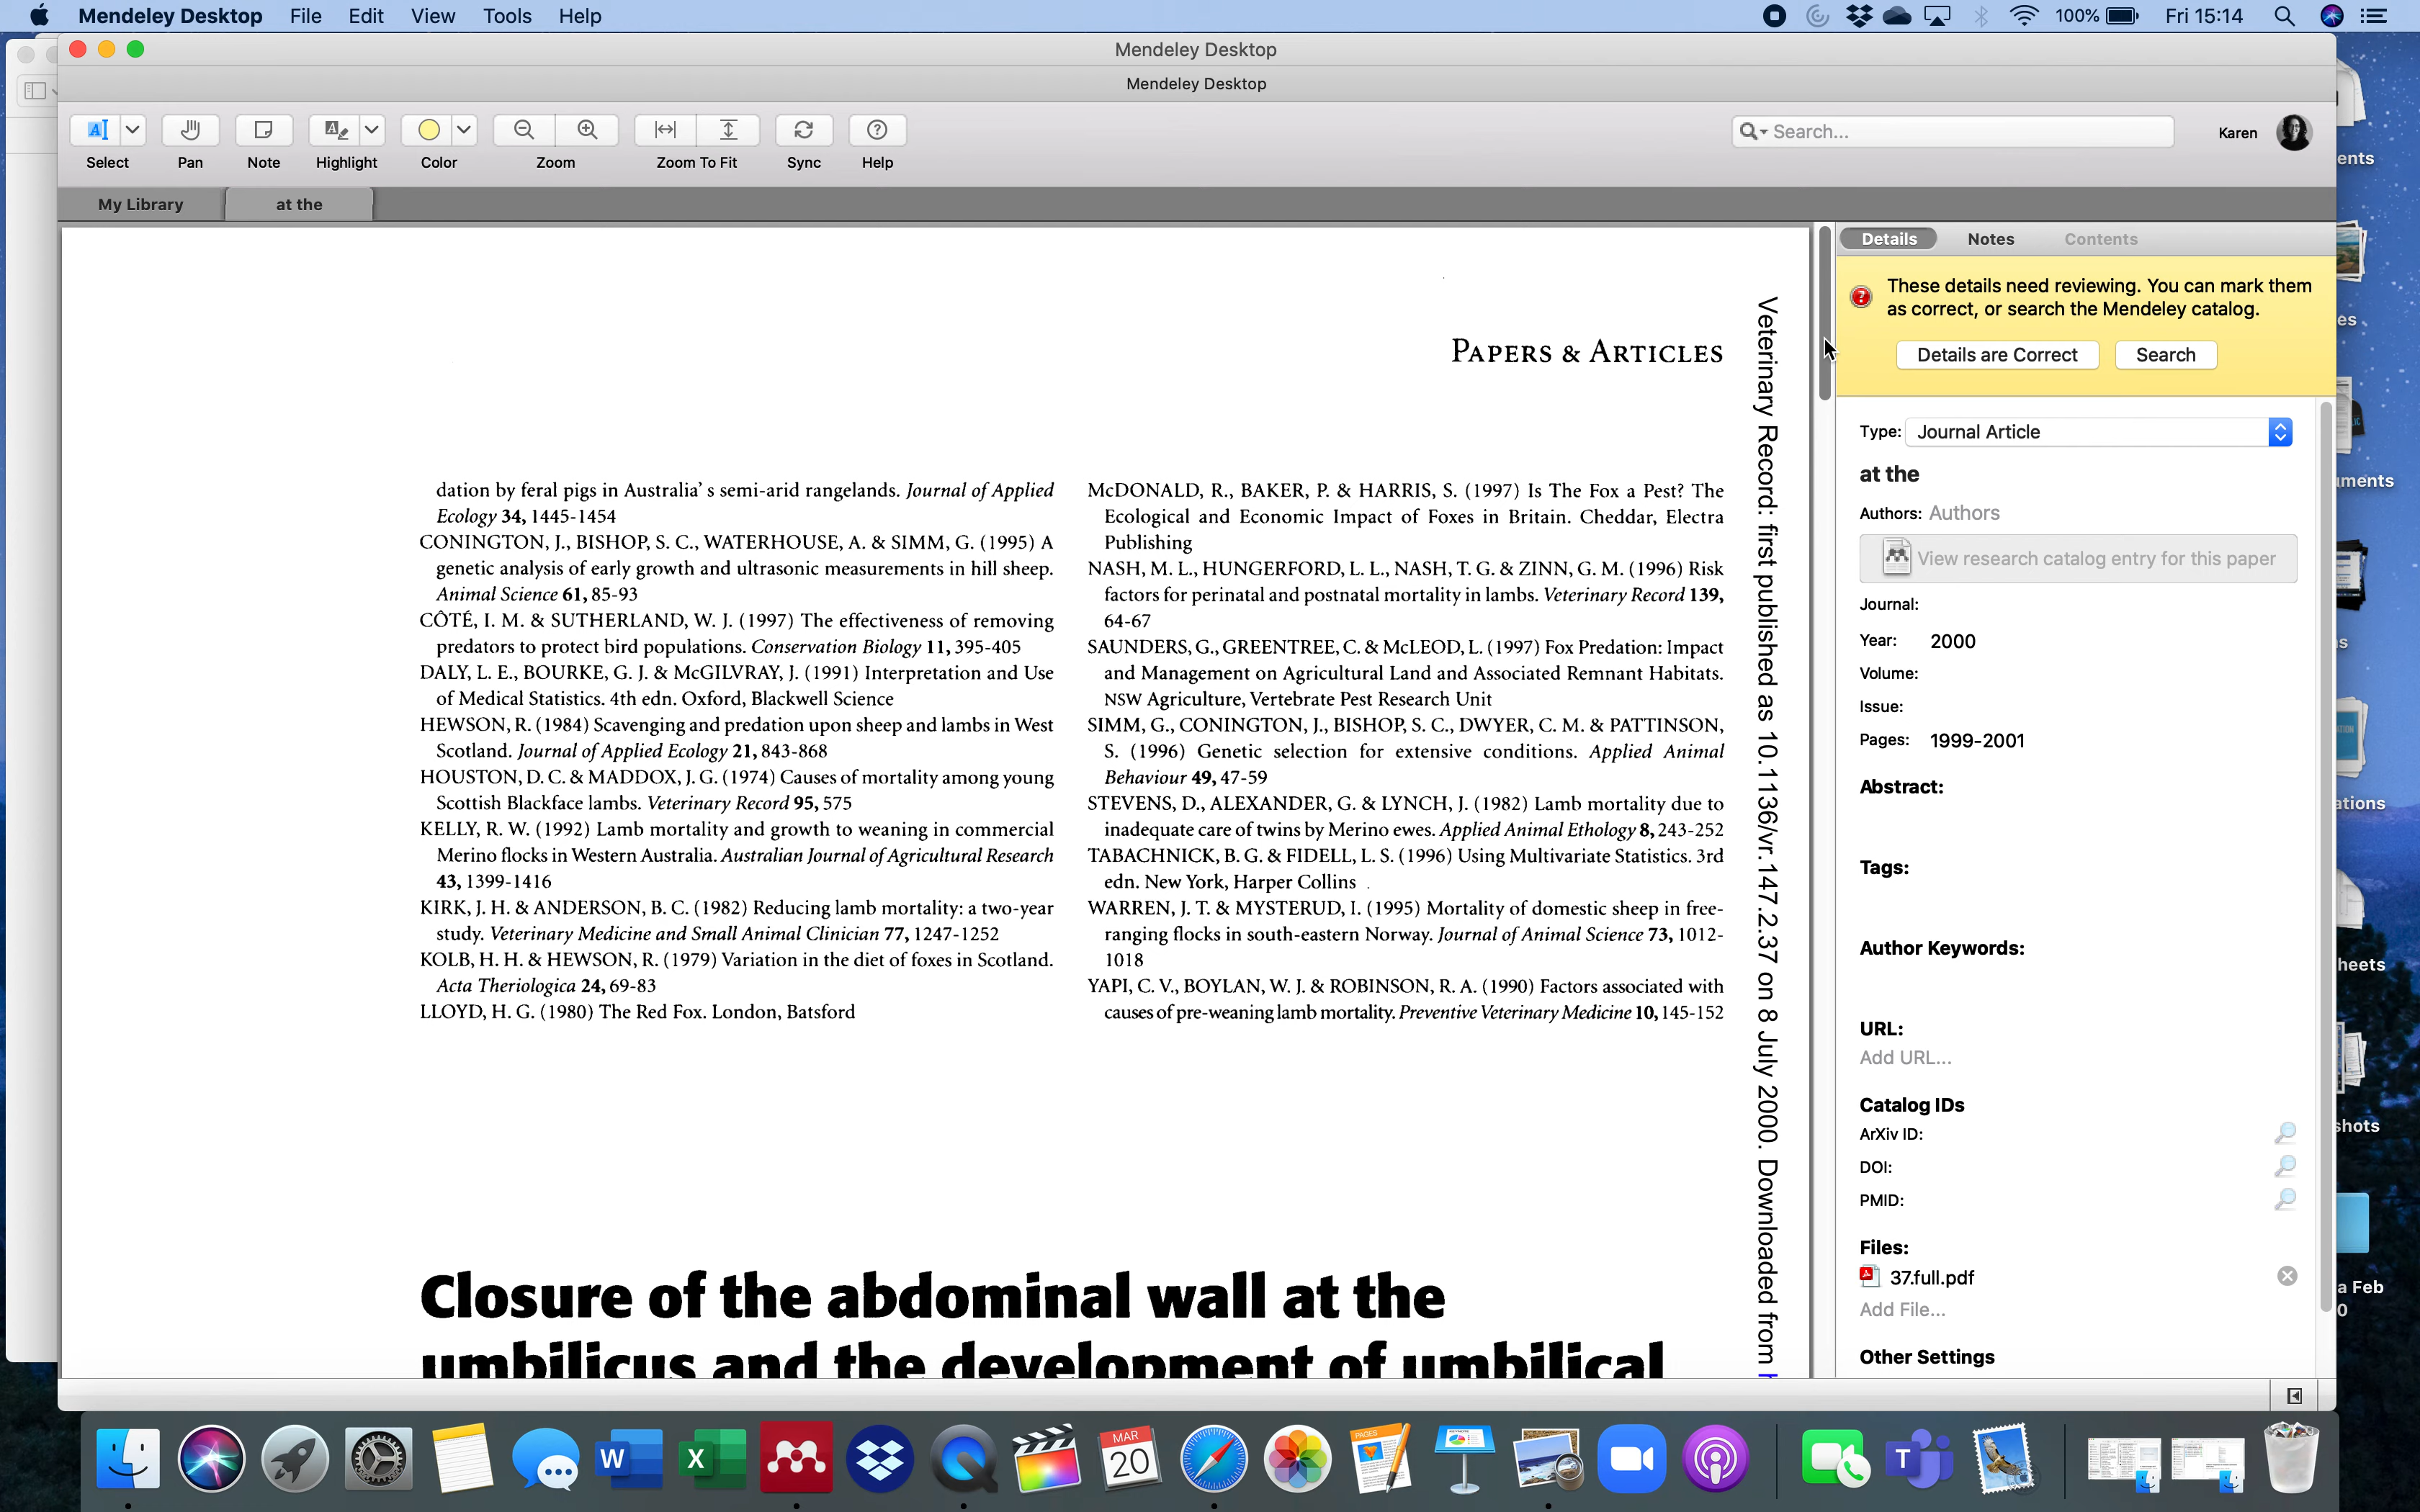 Mendeley Desktop File Edit View Tools Help
100% Fri 15:14
Mendeley Desktop
Mendeley Desktop
Select Pan Note Highlight Color Zoom Zoom To Fit Sync Help
Search...
Karen
My Library
at the
PAPERS & ARTICLES
dation by feral pigs in Australia' s semi-arid rangelands. Journal of Applied
Ecology 34, 1445-1454
CONINGTON, J., BISHOP, S. C., WATERHOUSE, A. & SIMM, G. (1995) A
genetic analysis of early growth and ultrasonic measurements in hill sheep.
Animal Science 61, 85-93
CÔTÉ, I. M. & SUTHERLAND, W. J. (1997) The effectiveness of removing
predators to protect bird populations. Conservation Biology 11, 395-405
DALY, L. E., BOURKE, G. J. & McGILVRAY, J. (1991) Interpretation and Use
of Medical Statistics. 4th edn. Oxford, Blackwell Science
HEWSON, R. (1984) Scavenging and predation upon sheep and lambs in West
Scotland. Journal of Applied Ecology 21, 843-868
HOUSTON, D. C. & MADDOX, J. G. (1974) Causes of mortality among young
Scottish Blackface lambs. Veterinary Record 95, 575
KELLY, R. W. (1992) Lamb mortality and growth to weaning in commercial
Merino flocks in Western Australia. Australian Journal of Agricultural Research
43, 1399-1416
KIRK, J. H. & ANDERSON, B. C. (1982) Reducing lamb mortality: a two-year
study. Veterinary Medicine and Small Animal Clinician 77, 1247-1252
KOLB, H. H. & HEWSON, R. (1979) Variation in the diet of foxes in Scotland.
Acta Theriologica 24, 69-83
LLOYD, H. G. (1980) The Red Fox. London, Batsford
McDONALD, R., BAKER, P. & HARRIS, S. (1997) Is The Fox a Pest? The
Ecological and Economic Impact of Foxes in Britain. Cheddar, Electra
Publishing
NASH, M. L., HUNGERFORD, L. L., NASH, T. G. & ZINN, G. M. (1996) Risk
factors for perinatal and postnatal mortality in lambs. Veterinary Record 139,
64-67
SAUNDERS, G., GREENTREE, C. & McLEOD, L. (1997) Fox Predation: Impact
and Management on Agricultural Land and Associated Remnant Habitats.
NSW Agriculture, Vertebrate Pest Research Unit
SIMM, G., CONINGTON, J., BISHOP, S. C., DWYER, C. M. & PATTINSON,
S. (1996) Genetic selection for extensive conditions. Applied Animal
Behaviour 49, 47-59
STEVENS, D., ALEXANDER, G. & LYNCH, J. (1982) Lamb mortality due to
inadequate care of twins by Merino ewes. Applied Animal Ethology 8, 243-252
TABACHNICK, B. G. & FIDELL, L. S. (1996) Using Multivariate Statistics. 3rd
edn. New York, Harper Collins
WARREN, J. T. & MYSTERUD, I. (1995) Mortality of domestic sheep in free-
ranging flocks in south-eastern Norway. Journal of Animal Science 73, 1012-
1018
YAPI, C. V., BOYLAN, W. J. & ROBINSON, R. A. (1990) Factors associated with
causes of pre-weaning lamb mortality. Preventive Veterinary Medicine 10, 145-152
Closure of the abdominal wall at the
umbilicus and the development of umbilical
Veterinary Record: first published as 10.1136/vr.147.2.37 on 8 July 2000. Downloaded from
Details Notes Contents
These details need reviewing. You can mark them
as correct, or search the Mendeley catalog.
Details are Correct Search
Type: Journal Article
at the
Authors: Authors
View research catalog entry for this paper
Journal:
Year: 2000
Volume:
Issue:
Pages: 1999-2001
Abstract:
Tags:
Author Keywords:
URL:
Add URL...
Catalog IDs
ArXiv ID:
DOI:
PMID:
Files:
37.full.pdf
Add File...
Other Settings
ents
es
ments
s
ations
heets
shots
a Feb
0
MAR
20
PAGES
W
X
T